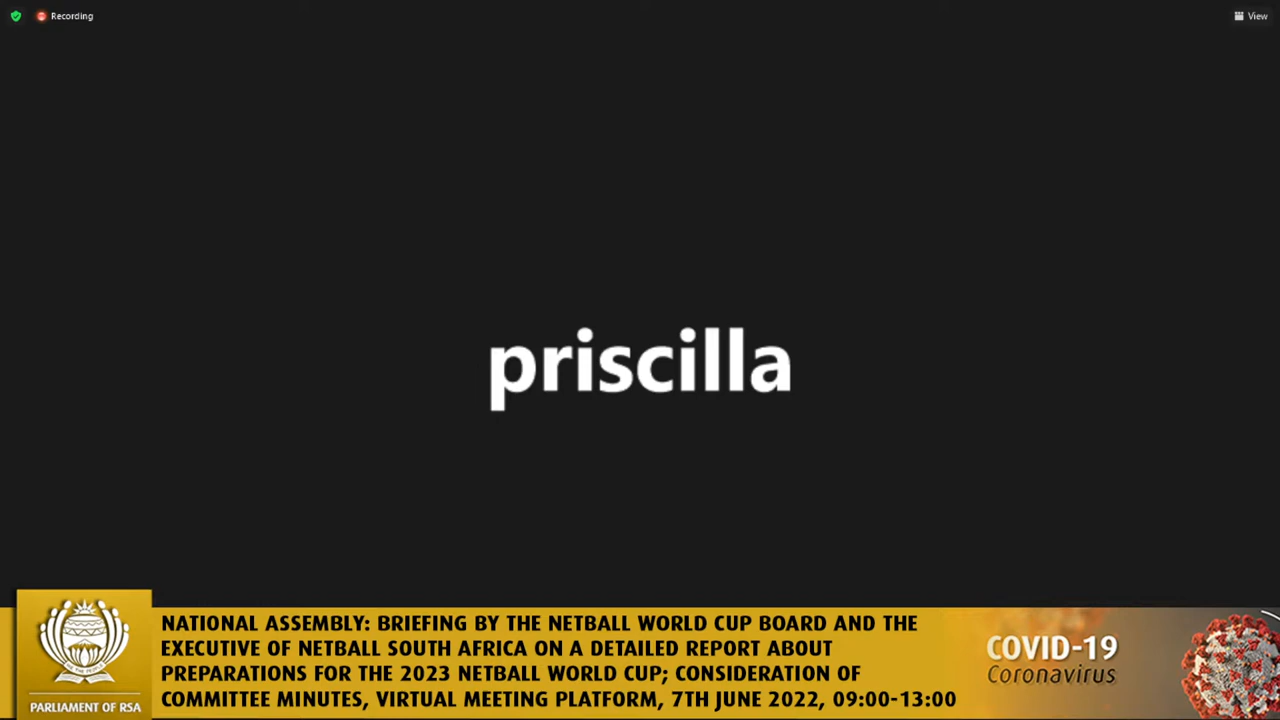 Recording
View
priscilla
NATIONAL ASSEMBLY: BRIEFING BY THE NETBALL WORLD CUP BOARD AND THE
EXECUTIVE OF NETBALL SOUTH AFRICA ON A DETAILED REPORT ABOUT
PREPARATIONS FOR THE 2023 NETBALL WORLD CUP; CONSIDERATION OF
COMMITTEE MINUTES, VIRTUAL MEETING PLATFORM, 7TH JUNE 2022, 09:00-13:00
PARLIAMENT OF RSA
COVID-19
Coronavirus